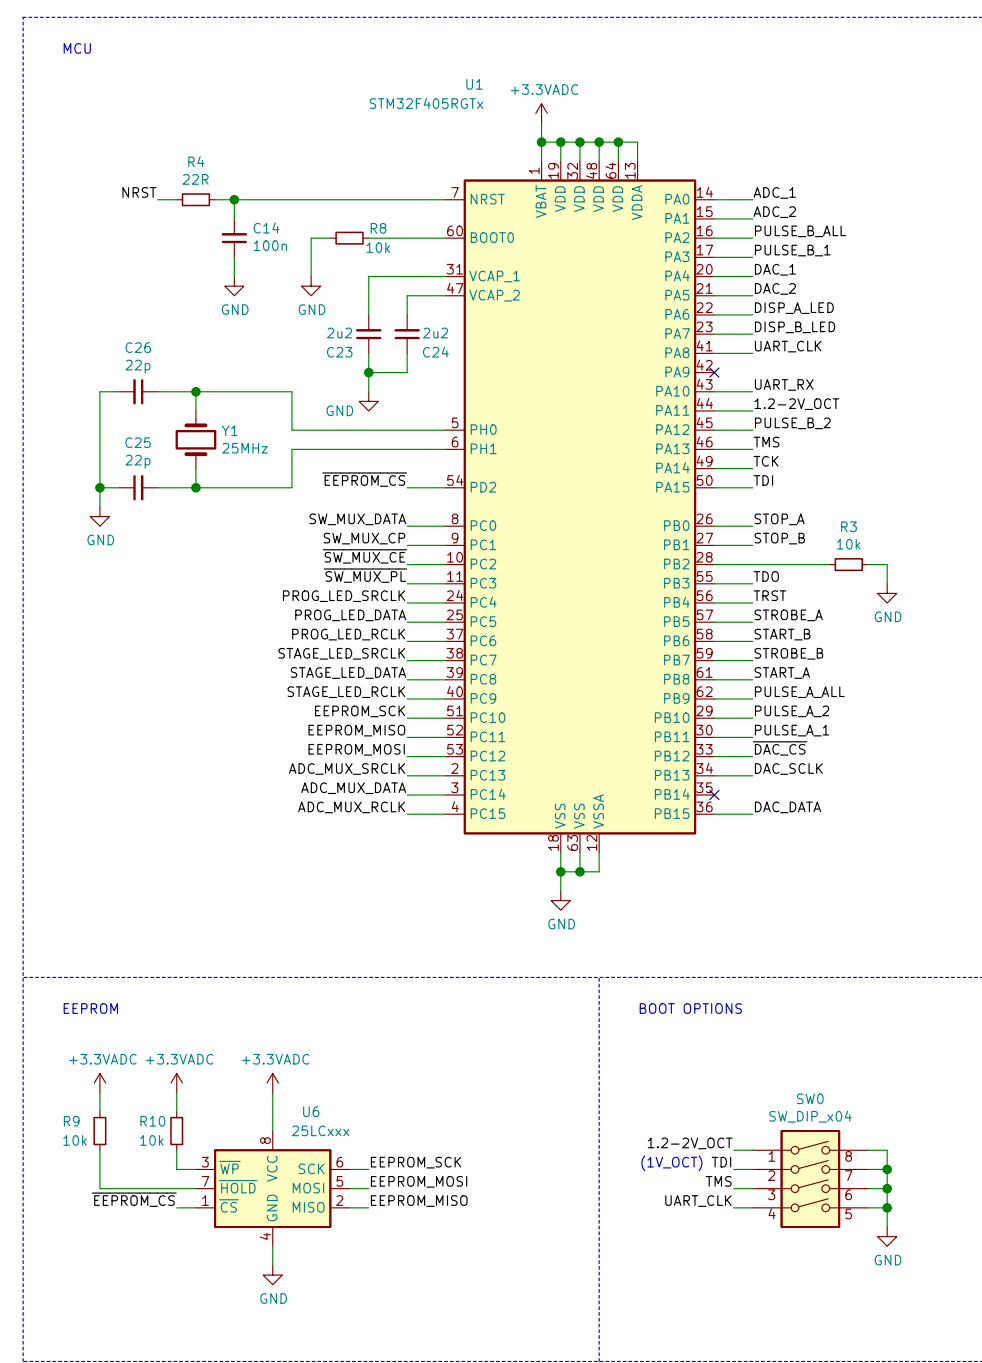 MCU
U1
STM32F405RGTx
+3.3VADC
1 19 32 48 64 13
VBAT VDD VDD VDD VDD VDDA
R4
22R
NRST
7 NRST
C14
100n
GND
R8
10k
60 BOOT0
GND
31 VCAP_1
47 VCAP_2
2u2
C23
2u2
C24
GND
C26
22p
Y1
25MHz
C25
22p
GND
5 PH0
6 PH1
EEPROM_CS 54 PD2
SW_MUX_DATA 8 PC0
SW_MUX_CP 9 PC1
SW_MUX_CE 10 PC2
SW_MUX_PL 11 PC3
PROG_LED_SRCLK 24 PC4
PROG_LED_DATA 25 PC5
PROG_LED_RCLK 37 PC6
STAGE_LED_SRCLK 38 PC7
STAGE_LED_DATA 39 PC8
STAGE_LED_RCLK 40 PC9
EEPROM_SCK 51 PC10
EEPROM_MISO 52 PC11
EEPROM_MOSI 53 PC12
ADC_MUX_SRCLK 2 PC13
ADC_MUX_DATA 3 PC14
ADC_MUX_RCLK 4 PC15
PA0 14 ADC_1
PA1 15 ADC_2
PA2 16 PULSE_B_ALL
PA3 17 PULSE_B_1
PA4 20 DAC_1
PA5 21 DAC_2
PA6 22 DISP_A_LED
PA7 23 DISP_B_LED
PA8 41 UART_CLK
PA9 42
PA10 43 UART_RX
PA11 44 1.2-2V_OCT
PA12 45 PULSE_B_2
PA13 46 TMS
PA14 49 TCK
PA15 50 TDI
PB0 26 STOP_A
PB1 27 STOP_B
PB2 28
R3
10k
GND
PB3 55 TDO
PB4 56 TRST
PB5 57 STROBE_A
PB6 58 START_B
PB7 59 STROBE_B
PB8 61 START_A
PB9 62 PULSE_A_ALL
PB10 29 PULSE_A_2
PB11 30 PULSE_A_1
PB12 33 DAC_CS
PB13 34 DAC_SCLK
PB14 35
PB15 36 DAC_DATA
VSS VSS VSSA
18 63 12
GND
EEPROM
+3.3VADC +3.3VADC +3.3VADC
R9
10k
R10
10k
U6
25LCxxx
8
VCC
3 WP
7 HOLD
EEPROM_CS 1 CS
SCK 6 EEPROM_SCK
MOSI 5 EEPROM_MOSI
MISO 2 EEPROM_MISO
GND
4
GND
BOOT OPTIONS
SW0
SW_DIP_x04
1.2-2V_OCT 1 8
(1V_OCT) TDI 2 7
TMS 3 6
UART_CLK 4 5
GND